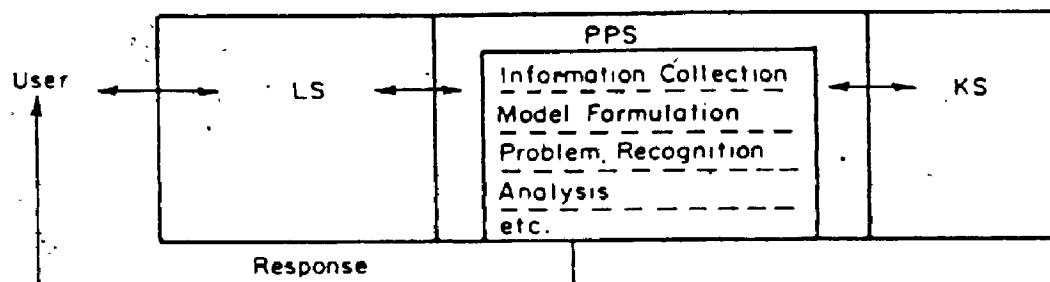 PPS
User
LS
Information Collection
Model Formulation
Problem Recognition
Analysis
etc.
KS
Response